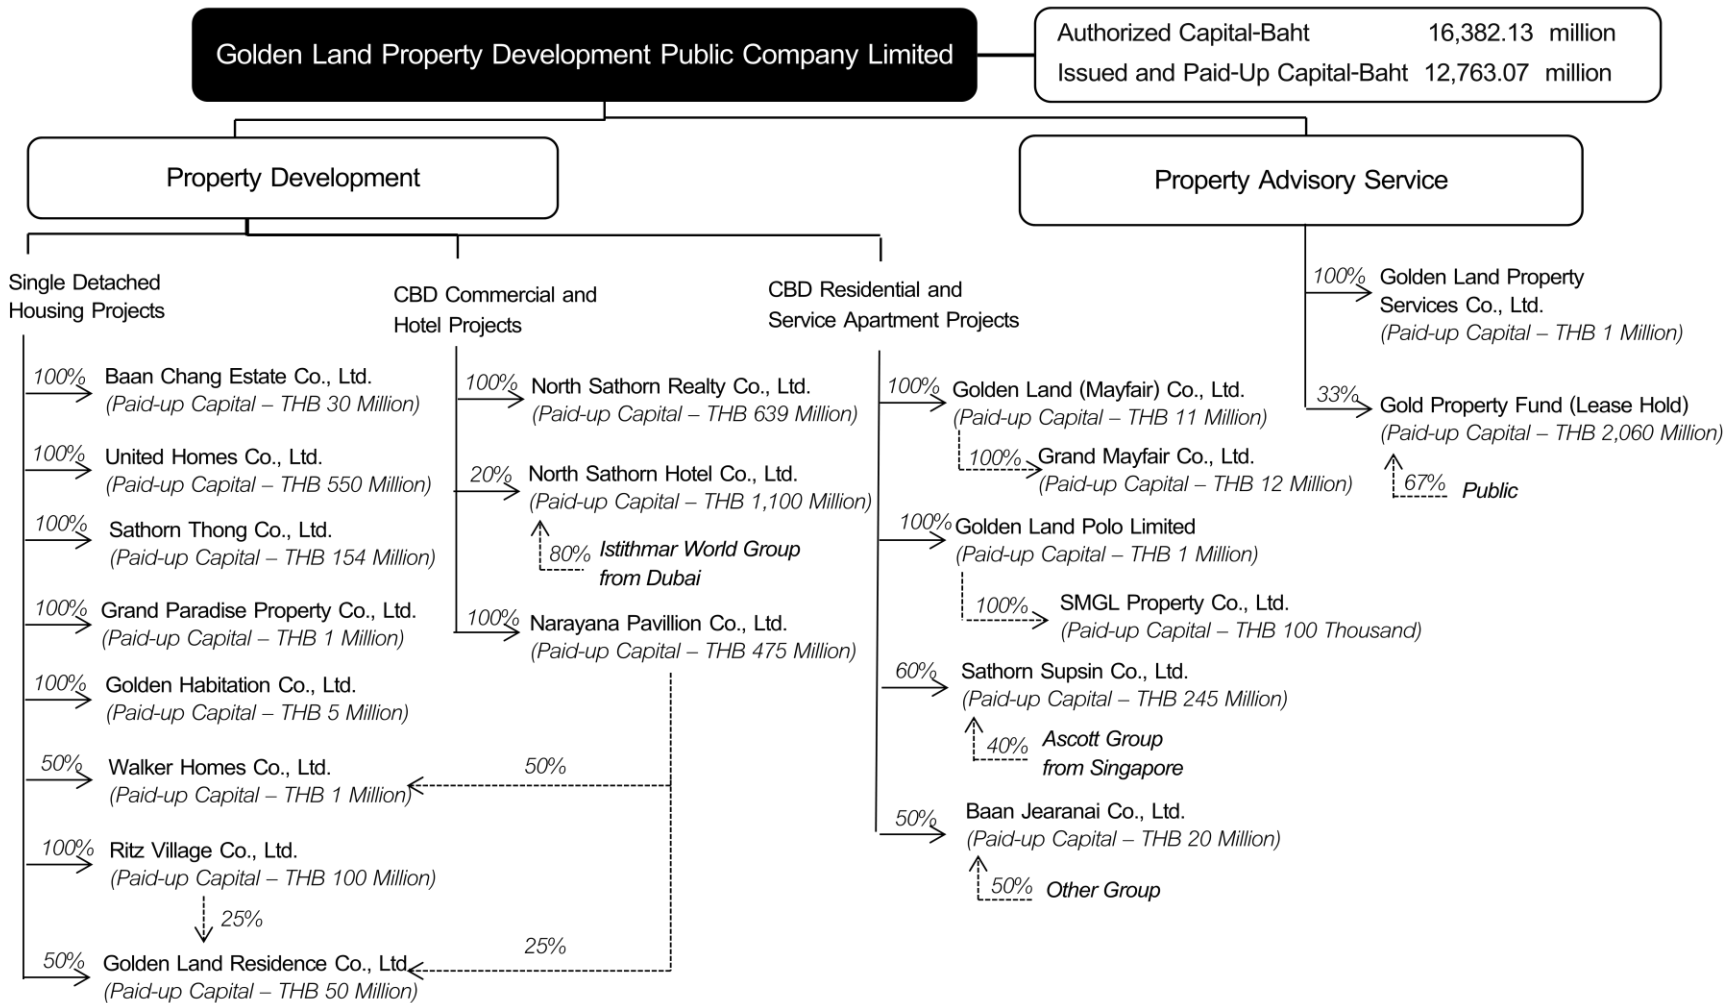 Golden Land Property Development Public Company Limited
Authorized Capital-Baht 16,382.13 million
Issued and Paid-Up Capital-Baht 12,763.07 million
Property Development
Property Advisory Service
Single Detached
Housing Projects
100% Baan Chang Estate Co., Ltd.
(Paid-up Capital – THB 30 Million)
100% United Homes Co., Ltd.
(Paid-up Capital – THB 550 Million)
100% Sathorn Thong Co., Ltd.
(Paid-up Capital – THB 154 Million)
100% Grand Paradise Property Co., Ltd.
(Paid-up Capital – THB 1 Million)
100% Golden Habitation Co., Ltd.
(Paid-up Capital – THB 5 Million)
50% Walker Homes Co., Ltd.
(Paid-up Capital – THB 1 Million)
100% Ritz Village Co., Ltd.
(Paid-up Capital – THB 100 Million)
25%
50% Golden Land Residence Co., Ltd.
(Paid-up Capital – THB 50 Million)
CBD Commercial and
Hotel Projects
100% North Sathorn Realty Co., Ltd.
(Paid-up Capital – THB 639 Million)
20% North Sathorn Hotel Co., Ltd.
(Paid-up Capital – THB 1,100 Million)
80% Istithmar World Group
from Dubai
100% Narayana Pavillion Co., Ltd.
(Paid-up Capital – THB 475 Million)
50%
25%
CBD Residential and
Service Apartment Projects
100% Golden Land (Mayfair) Co., Ltd.
(Paid-up Capital – THB 11 Million)
100% Grand Mayfair Co., Ltd.
(Paid-up Capital – THB 12 Million)
100% Golden Land Polo Limited
(Paid-up Capital – THB 1 Million)
100% SMGL Property Co., Ltd.
(Paid-up Capital – THB 100 Thousand)
60% Sathorn Supsin Co., Ltd.
(Paid-up Capital – THB 245 Million)
40% Ascott Group
from Singapore
50% Baan Jearanai Co., Ltd.
(Paid-up Capital – THB 20 Million)
50% Other Group
100% Golden Land Property
Services Co., Ltd.
(Paid-up Capital – THB 1 Million)
33% Gold Property Fund (Lease Hold)
(Paid-up Capital – THB 2,060 Million)
67% Public